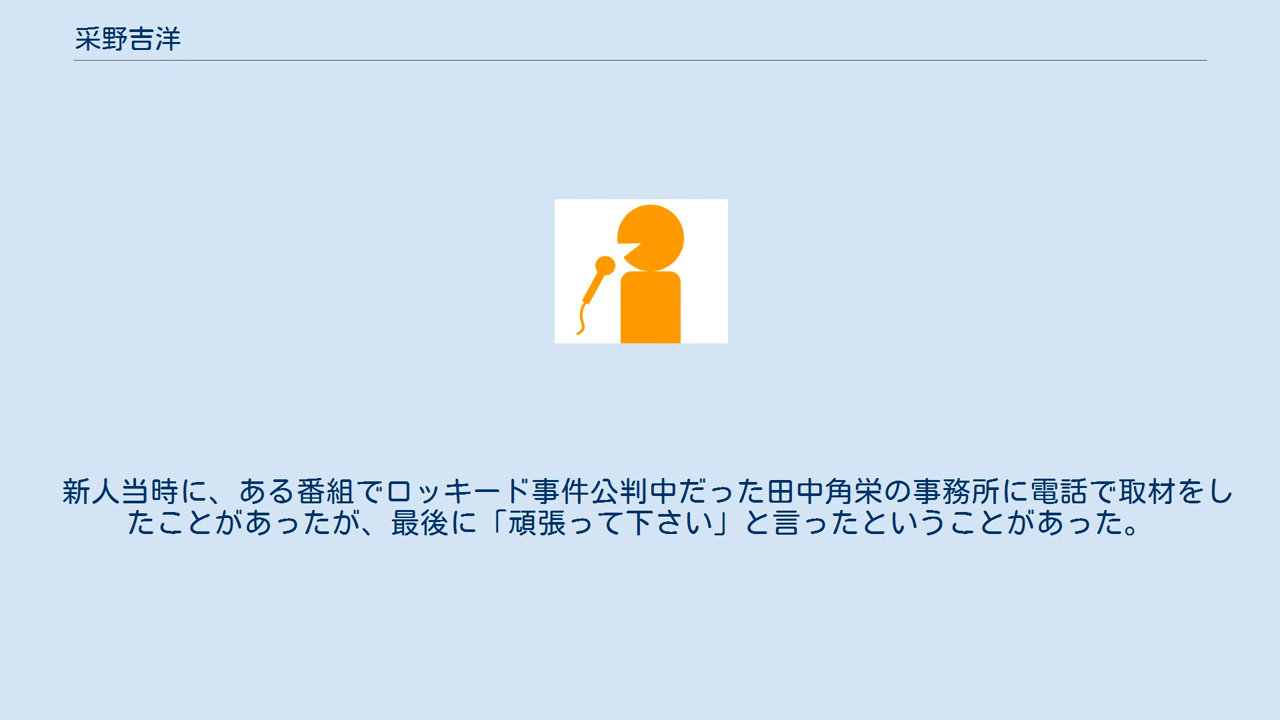 采野吉洋
新人当時に、ある番組でロッキード事件公判中だった田中角栄の事務所に電話で取材をし
たことがあったが、最後に「頑張って下さい」と言ったということがあった。